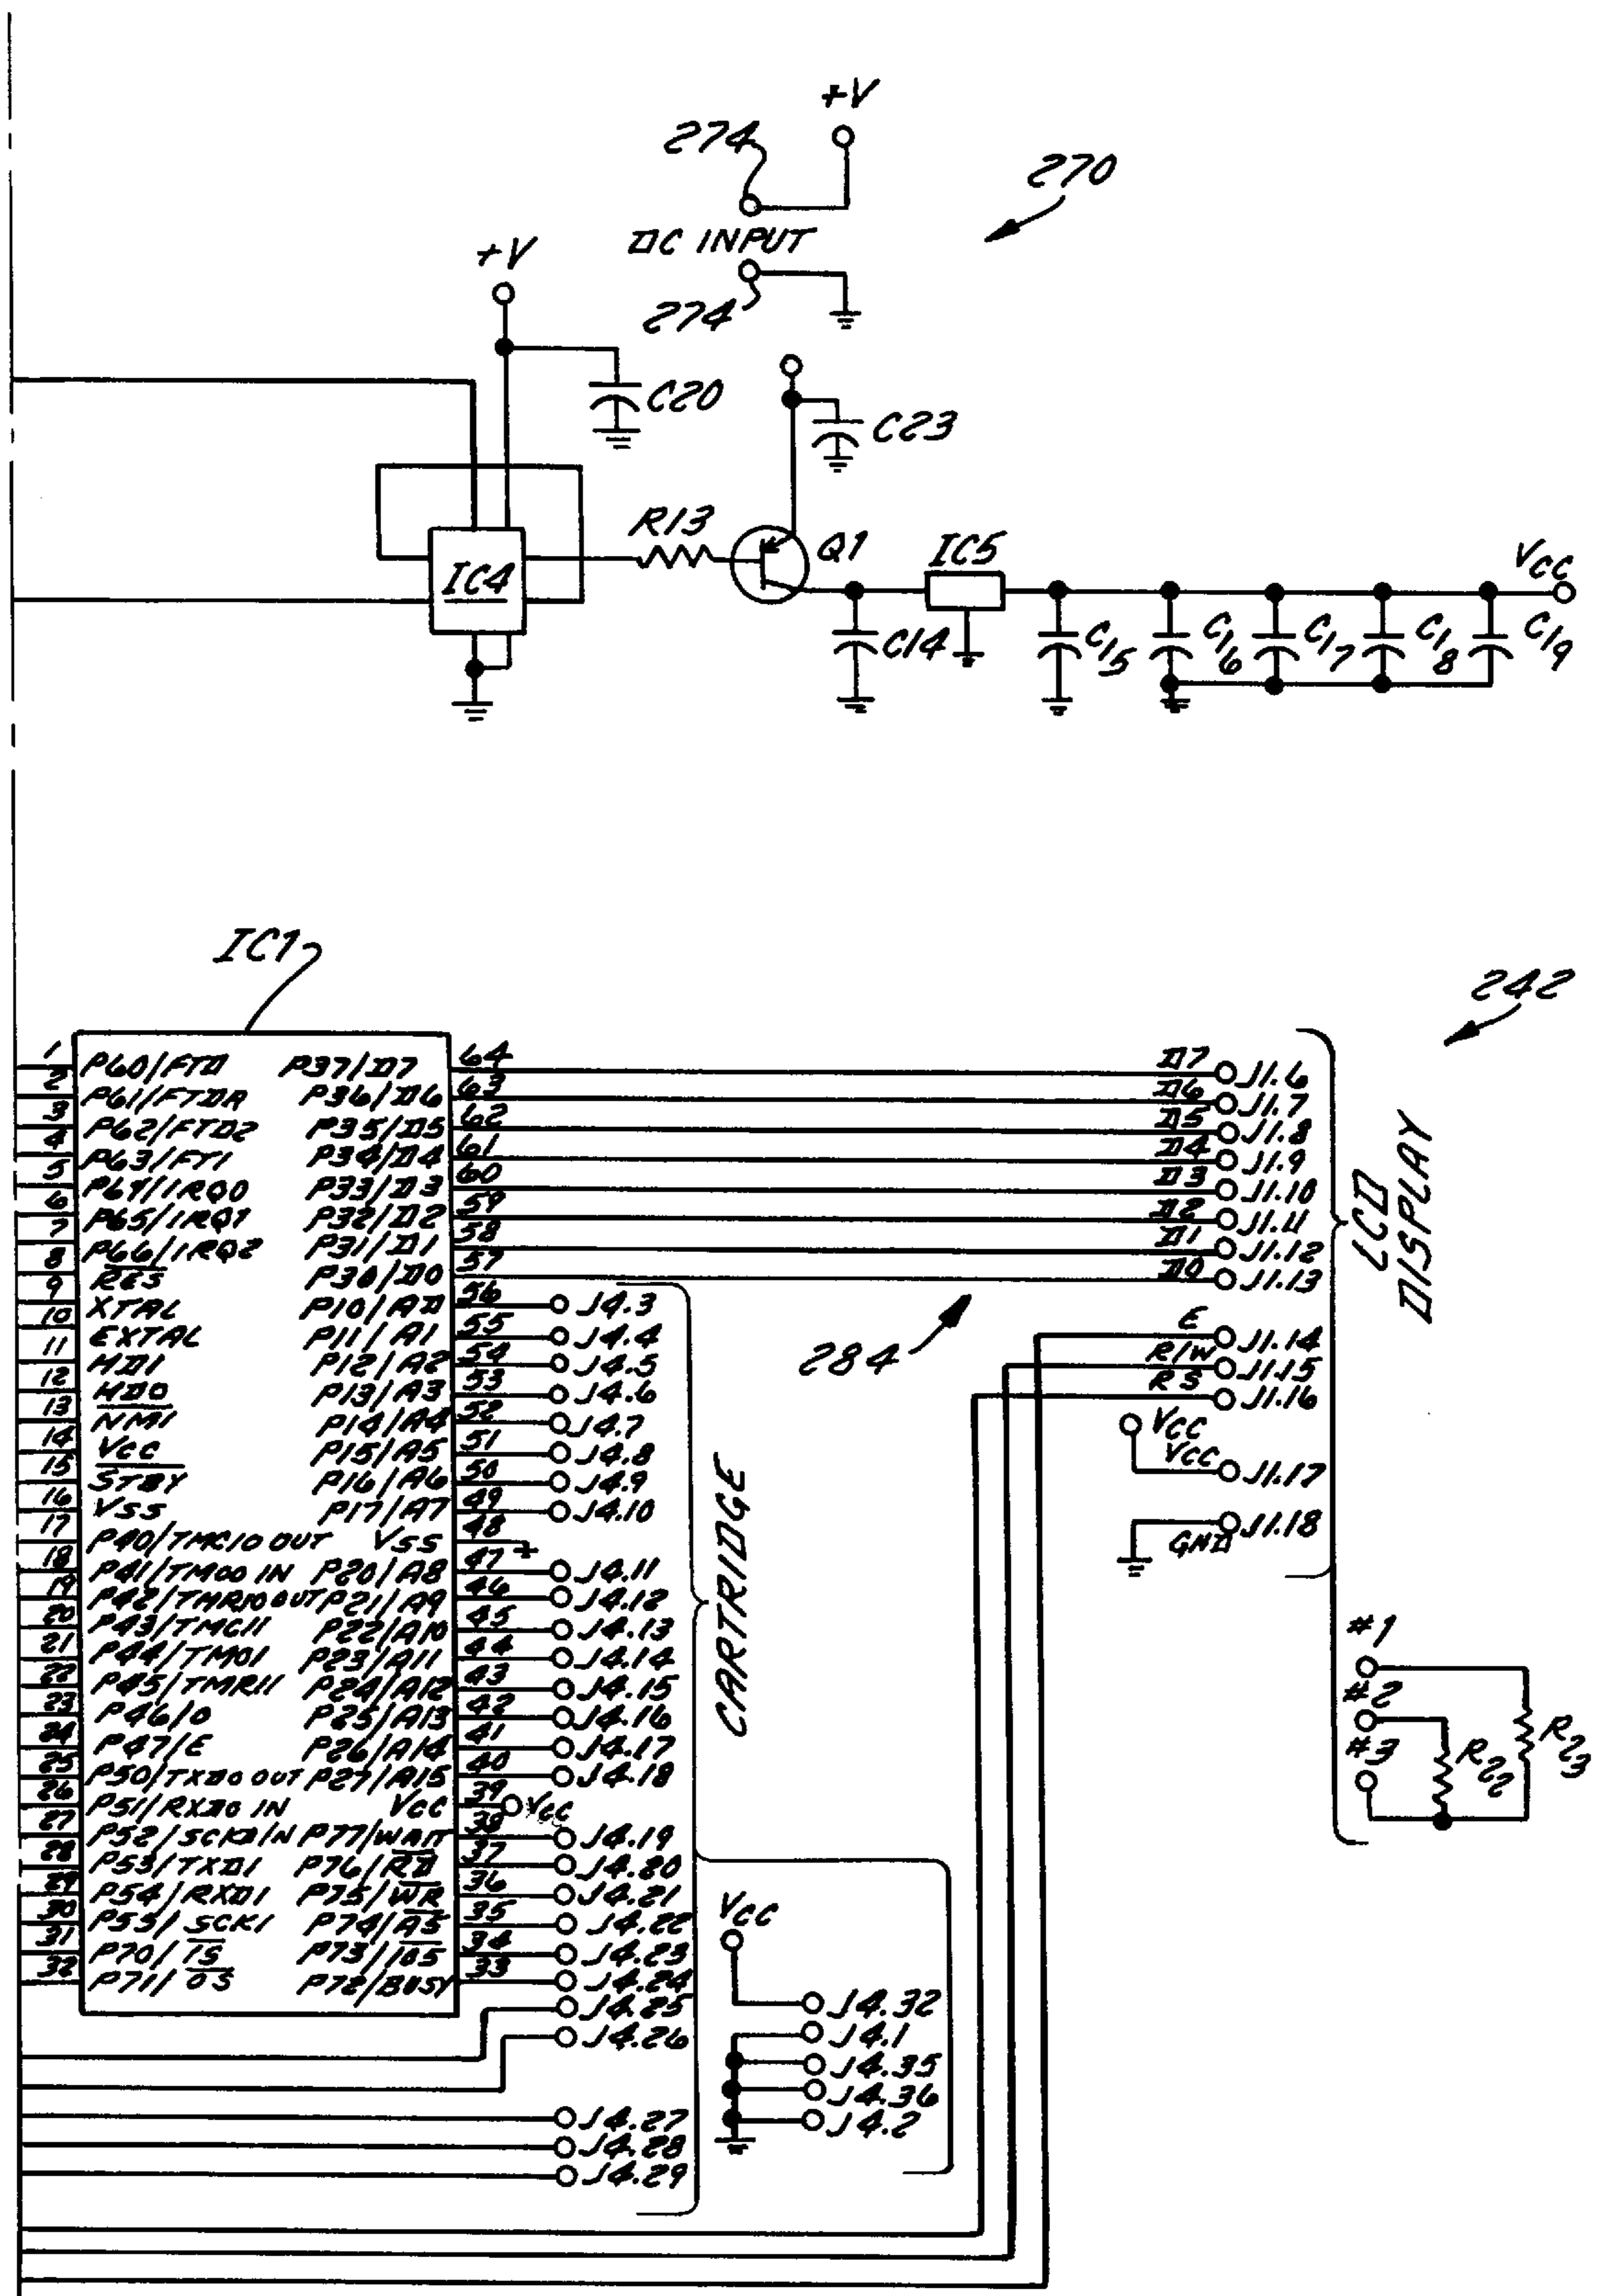 +V
274
270
DC INPUT
+V
274
C20
C23
R13
Q1
IC5
IC4
VCC
C14
C15
C16
C17
C18
C19
IC1
242
1 P60/FTD P37/D7 64 D7 J1.6
2 P61/FTDA P36/D6 63 D6 J1.7
3 P62/FTD2 P35/D5 62 D5 J1.8
4 P63/FT1 P34/D4 61 D4 J1.9
5 P64/IRQ0 P33/D3 60 D3 J1.10
6 P65/IRQ1 P32/D2 59 D2 J1.11
7 P66/IRQ2 P31/D1 58 D1 J1.12
8 RES P30/D0 57 D0 J1.13
9 XTAL P10/AD 56 J4.3
10 EXTAL P11/A1 55 J4.4
11 MD1 P12/A2 54 J4.5
12 MD0 P13/A3 53 J4.6
13 NMI P14/A4 52 J4.7
14 VCC P15/A5 51 J4.8
15 STBY P16/A6 50 J4.9
16 VSS P17/A7 49 J4.10
17 P40/TMC10 OUT VSS 48
18 P41/TMO0 IN P20/A8 47 J4.11
19 P42/TMR10 OUT P21/A9 46 J4.12
20 P43/TMC11 P22/A10 45 J4.13
21 P44/TMO1 P23/A11 44 J4.14
22 P45/TMR11 P24/A12 43 J4.15
23 P46/O P25/A13 42 J4.16
24 P47/E P26/A14 41 J4.17
25 P50/TXD0 OUT P27/A15 40 J4.18
26 P51/RXD0 IN VCC 39 VCC
27 P52/SCKD/N P77/WAIT 38 J4.19
28 P53/TXD1 P76/RD 37 J4.20
29 P54/RXD1 P75/WR 36 J4.21
30 P55/SCK1 P74/AS 35 J4.22
31 P70/IS P73/IOS 34 J4.23
32 P71/OS P72/BUSY 33 J4.24
J4.25
J4.26
J4.27
J4.28
J4.29
CARTRIDGE
284
E J1.14
R/W J1.15
RS J1.16
VCC
VCC J1.17
GND J1.18
LCD
DISPLAY
#1
#2
#3
R22
R23
VCC
J4.32
J4.1
J4.35
J4.36
J4.2